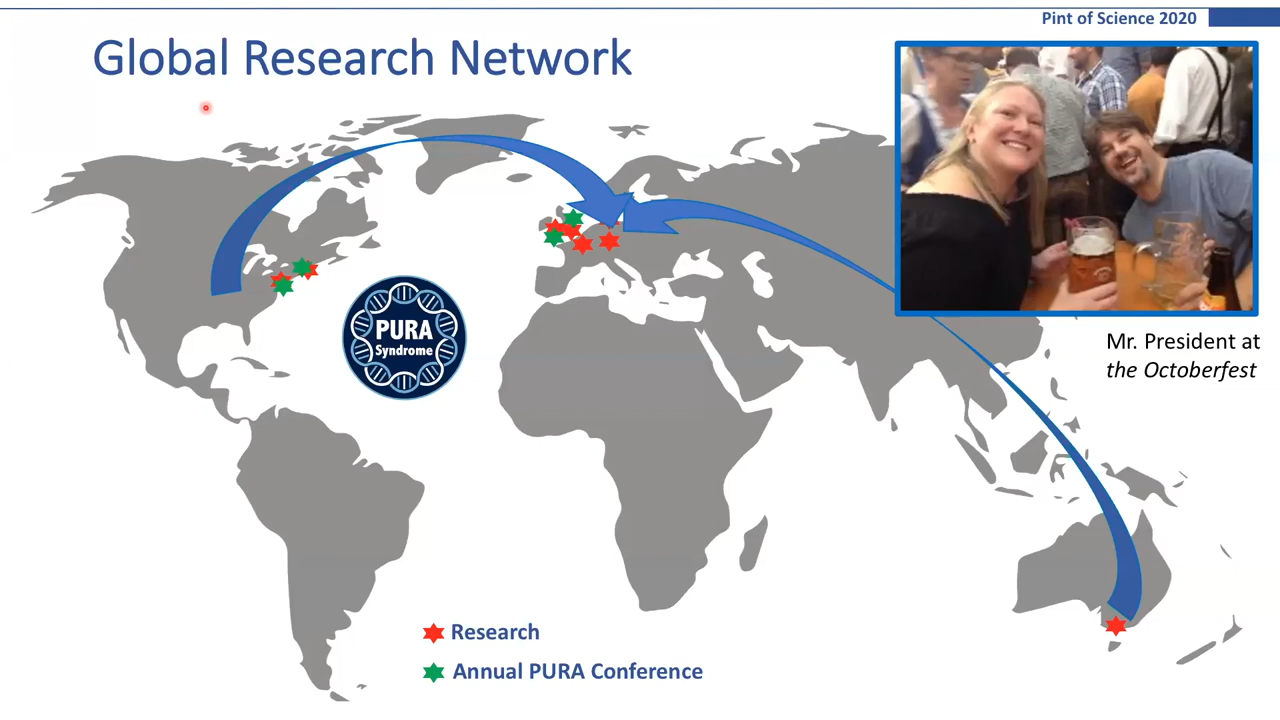 Pint of Science 2020
Global Research Network
PURA
Syndrome
Mr. President at
the Octoberfest
Research
Annual PURA Conference